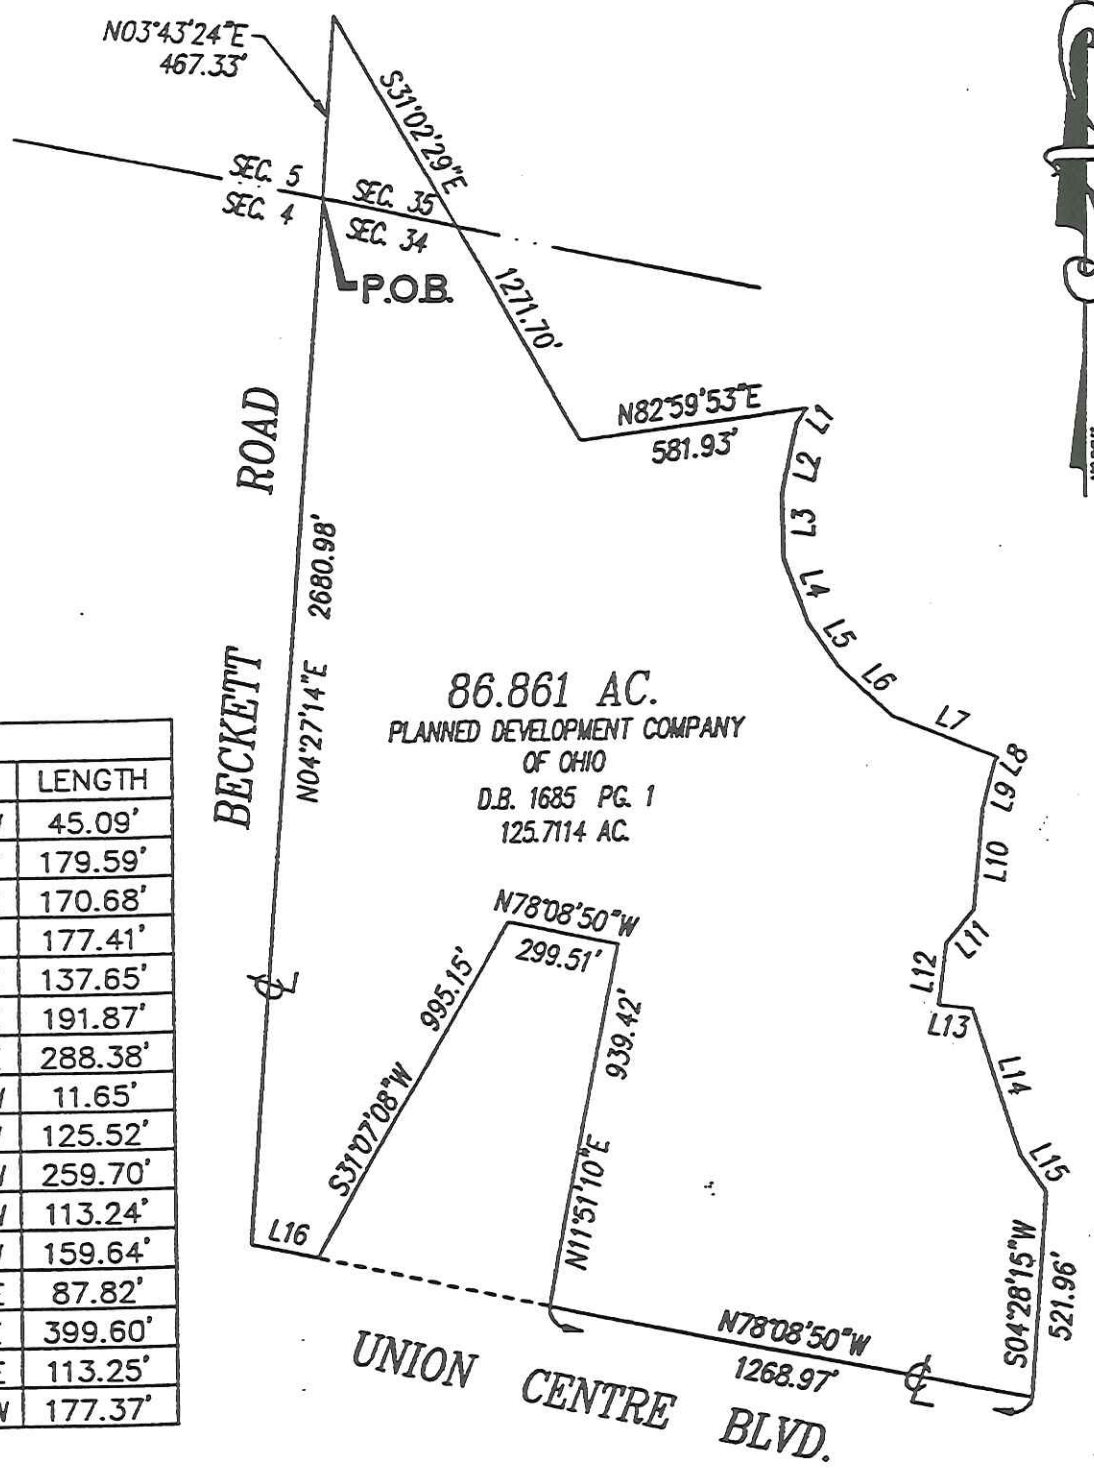 N03°43'24"E
467.33'
S31°02'29"E
1271.70'
SEC. 5
SEC. 4
SEC. 35
SEC. 34
P.O.B.
N82°59'53"E
581.93'
L1
L2
L3
L4
L5
L6
L7
L8
L9
L10
L11
L12
L13
L14
L15
BECKETT ROAD
N04°27'14"E 2680.98'
86.861 AC.
PLANNED DEVELOPMENT COMPANY
OF OHIO
D.B. 1685 PG. 1
125.7114 AC.
N78°08'50"W
299.51'
S31°07'08"W 995.15'
N11°51'10"E 939.42'
L16
N78°08'50"W
1268.97'
S04°28'15"W
521.96'
UNION CENTRE BLVD.
LENGTH
W 45.09'
179.59'
170.68'
177.41'
137.65'
191.87'
288.38'
W 11.65'
W 125.52'
W 259.70'
W 113.24'
W 159.64'
E 87.82'
E 399.60'
E 113.25'
W 177.37'